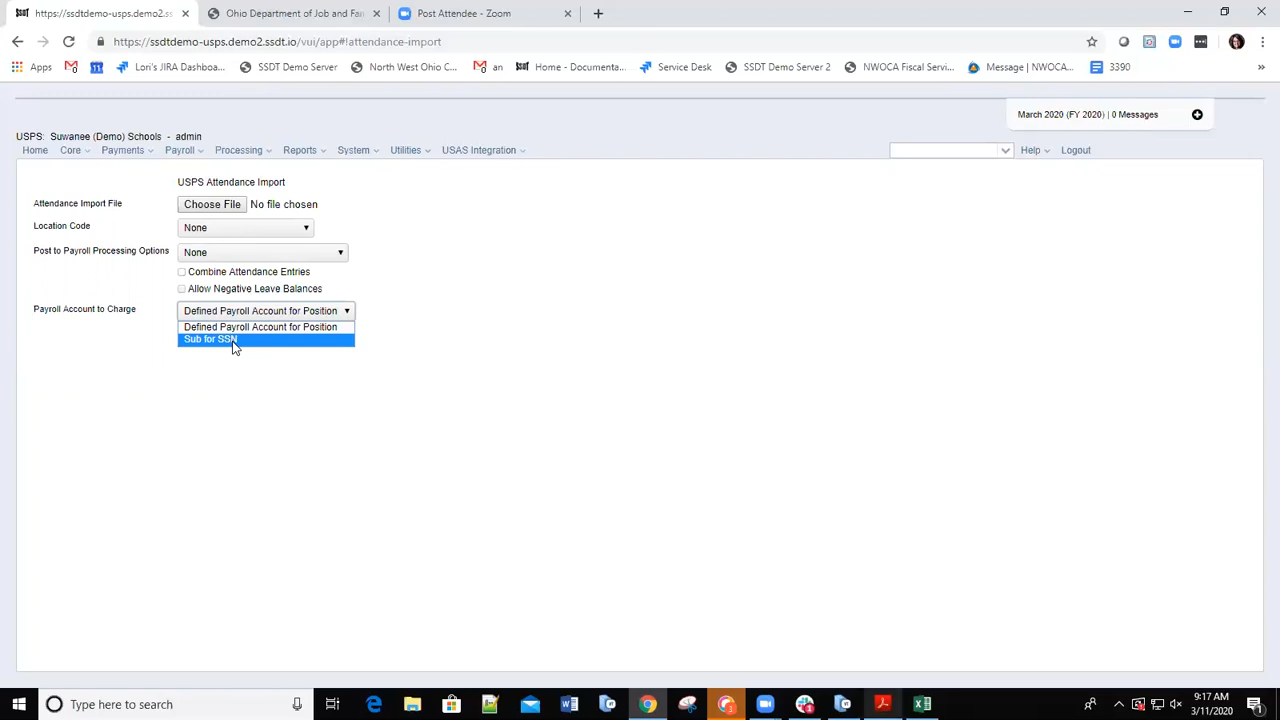 https://ssdtdemo-usps.demo2.ss
Ohio Department of Job and Fan
Post Attendee - Zoom
https://ssdtdemo-usps.demo2.ssdt.io/vui/app#!attendance-import
Apps
Lori's JIRA Dashboa...
SSDT Demo Server
North West Ohio C...
an
Home - Documenta...
Service Desk
SSDT Demo Server 2
NWOCA Fiscal Servi...
Message | NWOCA...
3390
»
March 2020 (FY 2020) | 0 Messages
USPS: Suwanee (Demo) Schools - admin
Home Core Payments Payroll Processing Reports System Utilities USAS Integration Help Logout
USPS Attendance Import
Attendance Import File Choose File No file chosen
Location Code None
Post to Payroll Processing Options None
Combine Attendance Entries
Allow Negative Leave Balances
Payroll Account to Charge Defined Payroll Account for Position
Defined Payroll Account for Position
Sub for SSN
Type here to search
9:17 AM
3/11/2020